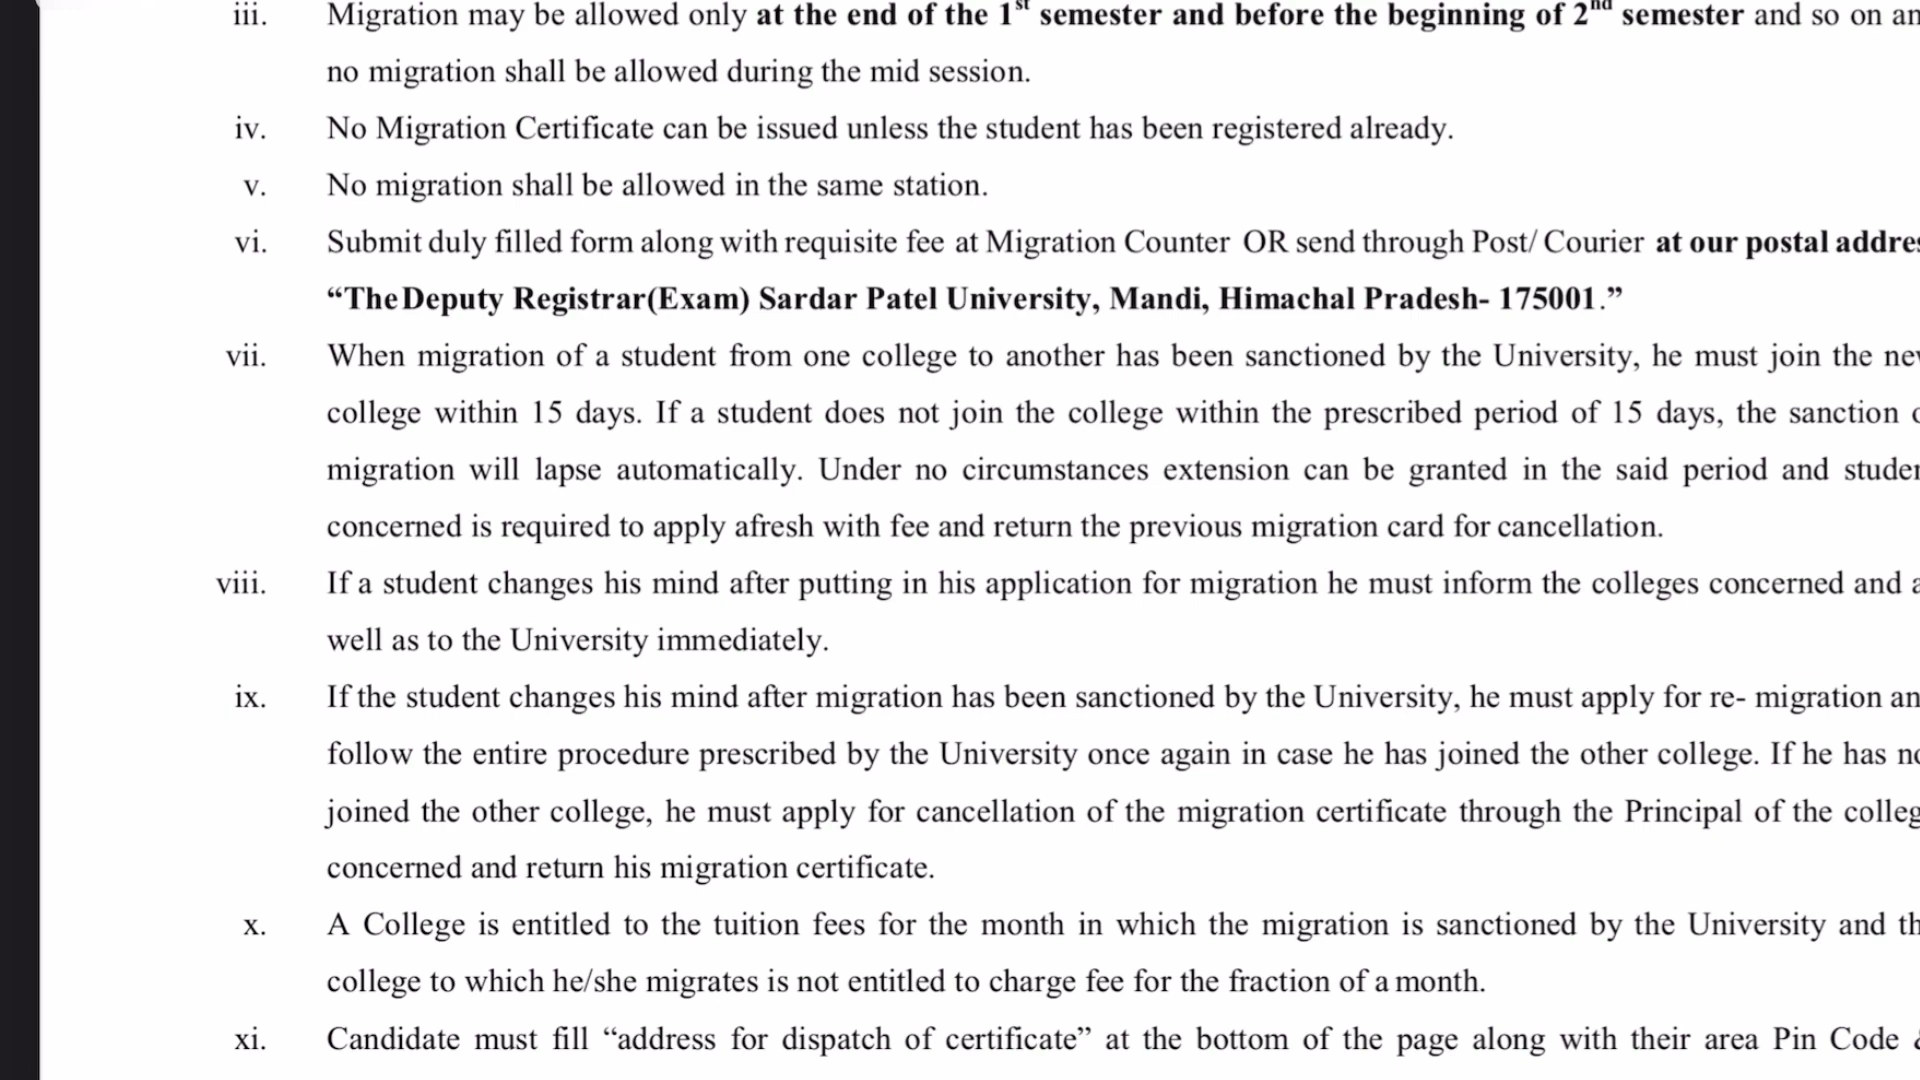 iii. Migration may be allowed only at the end of the 1st semester and before the beginning of 2nd semester and so on
no migration shall be allowed during the mid session.
iv. No Migration Certificate can be issued unless the student has been registered already.
v. No migration shall be allowed in the same station.
vi. Submit duly filled form along with requisite fee at Migration Counter OR send through Post/ Courier at our postal
“The Deputy Registrar(Exam) Sardar Patel University, Mandi, Himachal Pradesh- 175001.”
vii. When migration of a student from one college to another has been sanctioned by the University, he must join the
college within 15 days. If a student does not join the college within the prescribed period of 15 days, the sanction
migration will lapse automatically. Under no circumstances extension can be granted in the said period and
concerned is required to apply afresh with fee and return the previous migration card for cancellation.
viii. If a student changes his mind after putting in his application for migration he must inform the colleges concerned and
well as to the University immediately.
ix. If the student changes his mind after migration has been sanctioned by the University, he must apply for re- migration
follow the entire procedure prescribed by the University once again in case he has joined the other college. If he has
joined the other college, he must apply for cancellation of the migration certificate through the Principal of the
concerned and return his migration certificate.
x. A College is entitled to the tuition fees for the month in which the migration is sanctioned by the University and
college to which he/she migrates is not entitled to charge fee for the fraction of a month.
xi. Candidate must fill “address for dispatch of certificate” at the bottom of the page along with their area Pin Code